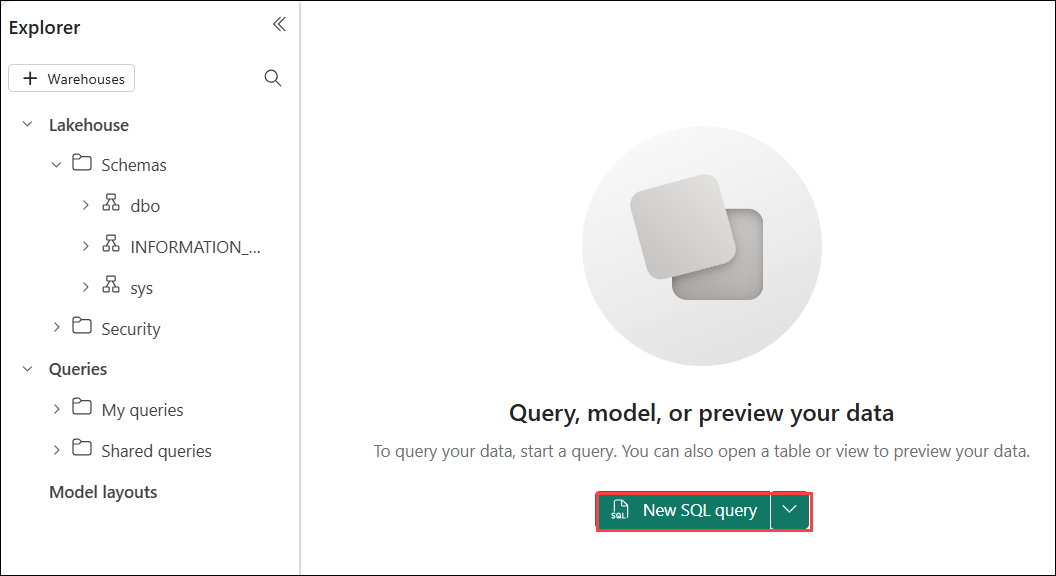 Explorer
Warehouses
Lakehouse
Schemas
dbo
INFORMATION_...
sys
Security
Queries
My queries
Shared queries
Model layouts
Query, model, or preview your data
To query your data, start a query. You can also open a table or view to preview your data.
SQL
New SQL query